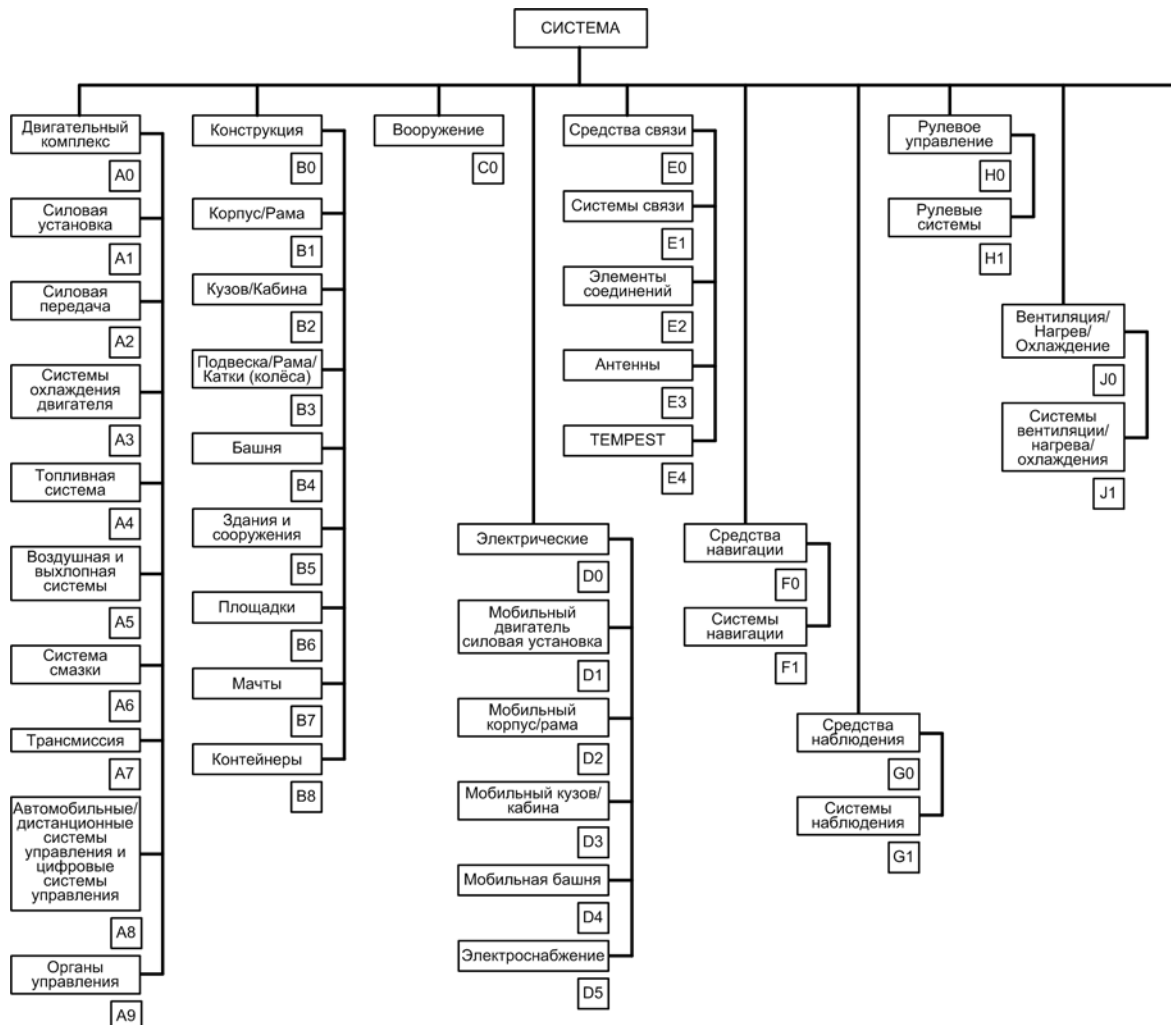 СИСТЕМА
Двигательный
комплекс
A0
Силовая
установка
A1
Силовая
передача
A2
Системы
охлаждения
двигателя
A3
Топливная
система
A4
Воздушная и
выхлопная
системы
A5
Система
смазки
A6
Трансмиссия
A7
Автомобильные/
дистанционные
системы
управления и
цифровые
системы
управления
A8
Органы
управления
A9
Конструкция
B0
Корпус/Рама
B1
Кузов/Кабина
B2
Подвеска/Рама/
Катки (колёса)
B3
Башня
B4
Здания и
сооружения
B5
Площадки
B6
Мачты
B7
Контейнеры
B8
Вооружение
C0
Электрические
D0
Мобильный
двигатель
силовая установка
D1
Мобильный
корпус/рама
D2
Мобильный кузов/
кабина
D3
Мобильная башня
D4
Электроснабжение
D5
Средства связи
E0
Системы связи
E1
Элементы
соединений
E2
Антенны
E3
TEMPEST
E4
Средства
навигации
F0
Системы
навигации
F1
Средства
наблюдения
G0
Системы
наблюдения
G1
Рулевое
управление
H0
Рулевые
системы
H1
Вентиляция/
Нагрев/
Охлаждение
J0
Системы
вентиляции/
нагрева/
охлаждения
J1